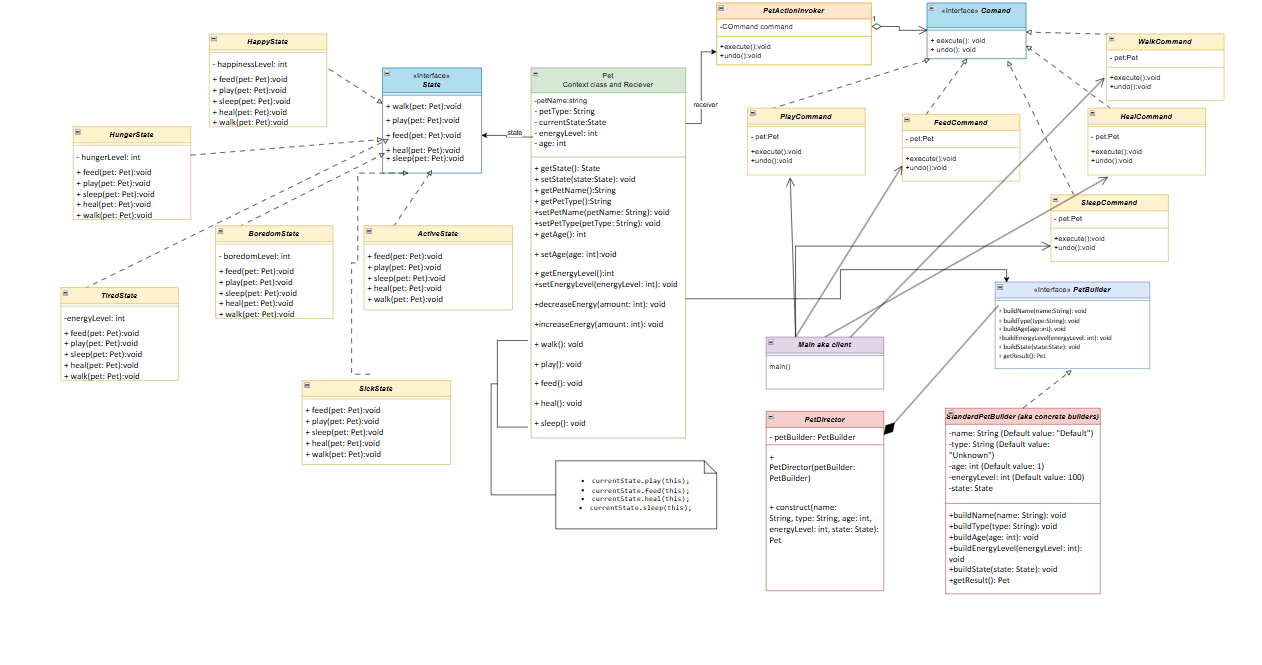 PetActionInvoker
-COmmand command
+execute():void
+undo():void
1
«Interface» Comand
+ eexcute(): void
+ undo(): void
HappyState
- happinessLevel: int
+ feed(pet: Pet):void
+ play(pet: Pet):void
+ sleep(pet: Pet):void
+ heal(pet: Pet):void
+ walk(pet: Pet):void
«Interface»
State
+ walk(pet: Pet):void
+ play(pet: Pet):void
+ feed(pet: Pet):void
+ heal(pet: Pet):void
+ sleep(pet: Pet):void
state
Pet
Context class and Reciever
-petName:string
- petType: String
- currentState:State
- energyLevel: int
- age: int
+ getState(): State
+ setState(state:State): void
+ getPetName():String
+ getPetType():String
+setPetName(petName: String): void
+setPetType(petType: String): void
+ getAge(): int
+ setAge(age: int):void
+ getEnergyLevel():int
+setEnergyLevel(energyLevel: int): void
+decreaseEnergy(amount: int): void
+increaseEnergy(amount: int): void
+ walk(): void
+ play(): void
+ feed(): void
+ heal(): void
+ sleep(): void
receiver
WalkCommand
- pet:Pet
+execute():void
+undo():void
PlayCommand
- pet:Pet
+execute():void
+undo():void
FeedCommand
- pet:Pet
+execute():void
+undo():void
HealCommand
- pet:Pet
+execute():void
+undo():void
SleepCommand
- pet:Pet
+execute():void
+undo():void
HungerState
- hungerLevel: int
+ feed(pet: Pet):void
+ play(pet: Pet):void
+ sleep(pet: Pet):void
+ heal(pet: Pet):void
+ walk(pet: Pet):void
BoredomState
- boredomLevel: int
+ feed(pet: Pet):void
+ play(pet: Pet):void
+ sleep(pet: Pet):void
+ heal(pet: Pet):void
+ walk(pet: Pet):void
ActiveState
+ feed(pet: Pet):void
+ play(pet: Pet):void
+ sleep(pet: Pet):void
+ heal(pet: Pet):void
+ walk(pet: Pet):void
TiredState
-energyLevel: int
+ feed(pet: Pet):void
+ play(pet: Pet):void
+ sleep(pet: Pet):void
+ heal(pet: Pet):void
+ walk(pet: Pet):void
SickState
+ feed(pet: Pet):void
+ play(pet: Pet):void
+ sleep(pet: Pet):void
+ heal(pet: Pet):void
+ walk(pet: Pet):void
«Interface» PetBuilder
+ buildName(name:String): void
+ buildType(type:String): void
+ buildAge(age:int): void
+buildEnergyLevel(energyLevel: int): void
+ buildState(state:State): void
+ getResult(): Pet
Main aka client
main()
PetDirector
- petBuilder: PetBuilder
+
PetDirector(petBuilder:
PetBuilder)
+ construct(name:
String, type: String, age: int,
energyLevel: int, state: State):
Pet
StandardPetBuilder (aka concrete builders)
-name: String (Default value: "Default")
-type: String (Default value:
"Unknown")
-age: int (Default value: 1)
-energyLevel: int (Default value: 100)
-state: State
+buildName(name: String): void
+buildType(type: String): void
+buildAge(age: int): void
+buildEnergyLevel(energyLevel: int):
void
+buildState(state: State): void
+getResult(): Pet
• currentState.play(this);
• currentState.feed(this);
• currentState.heal(this);
• currentState.sleep(this);